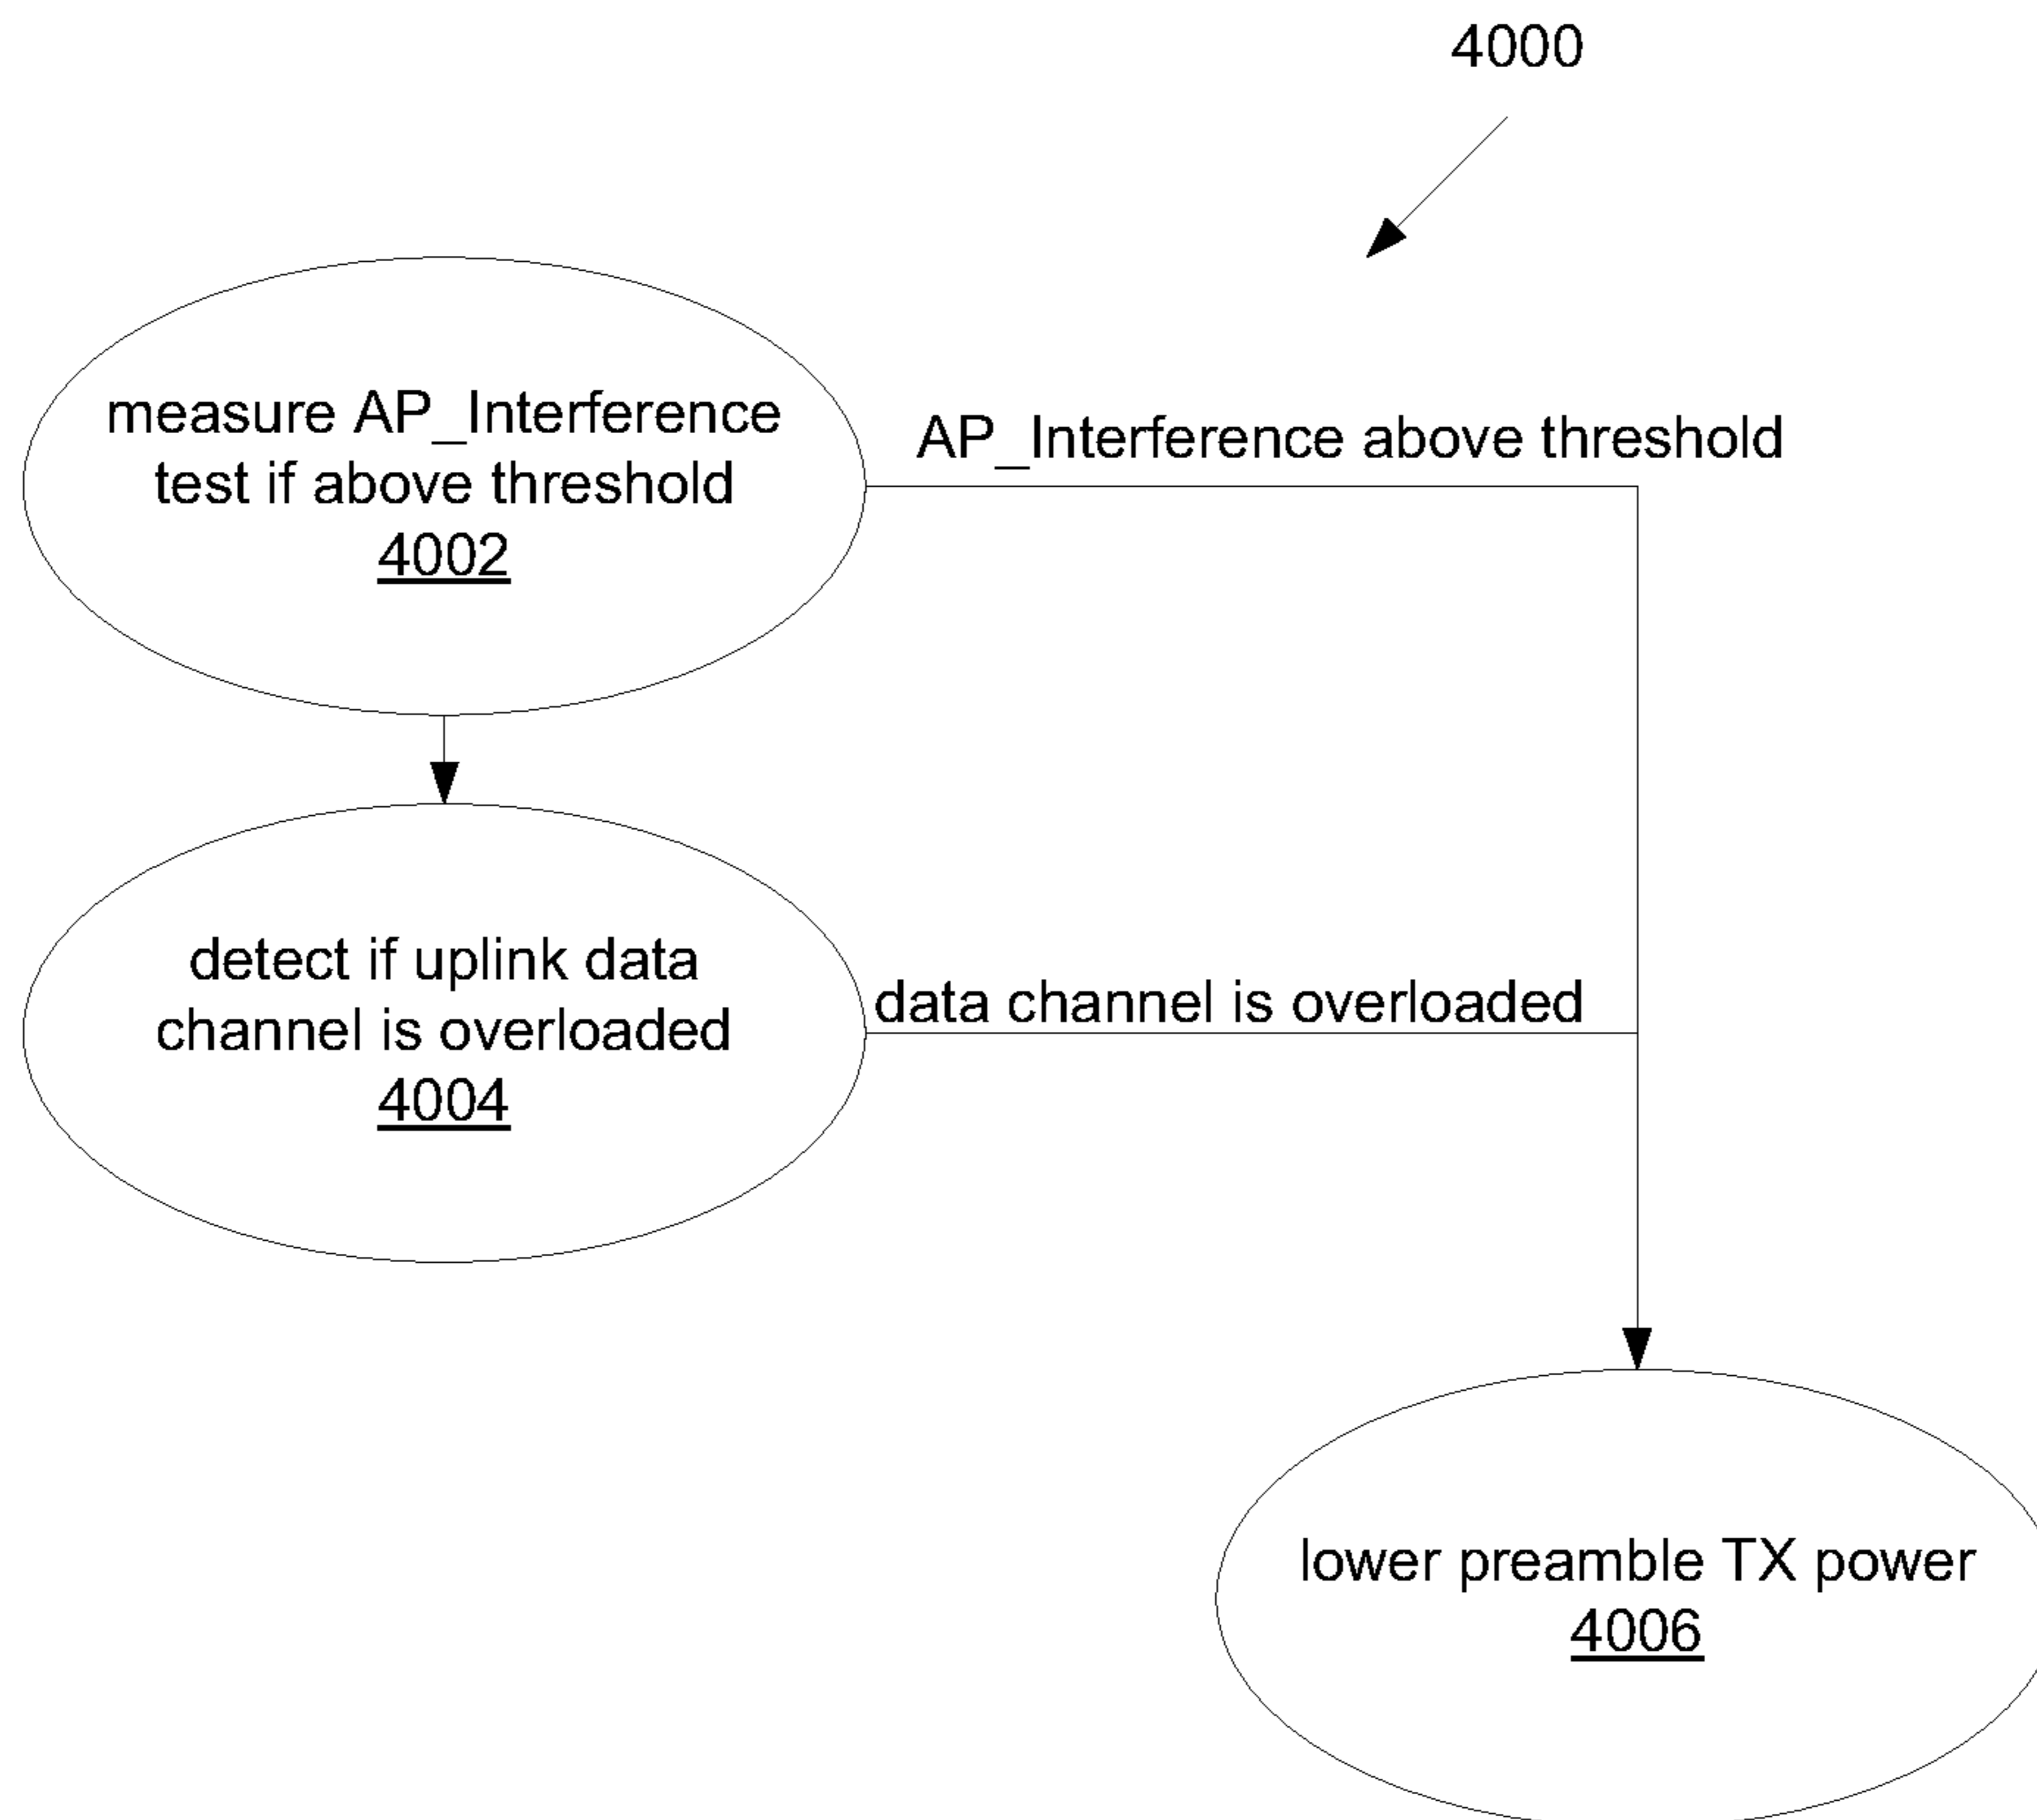 4000
measure AP_Interference
test if above threshold
4002
AP_Interference above threshold
detect if uplink data
channel is overloaded
4004
data channel is overloaded
lower preamble TX power
4006